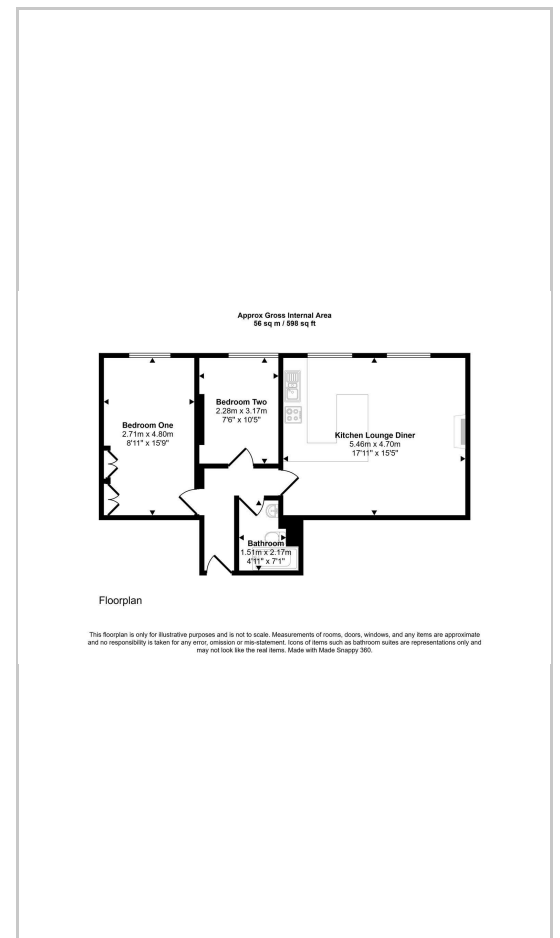 Approx Gross Internal Area
56 sq m / 598 sq ft
Bedroom One
2.71m x 4.80m
8'11" x 15'9"
Bedroom Two
2.28m x 3.17m
7'6" x 10'5"
Kitchen Lounge Diner
5.46m x 4.70m
17'11" x 15'5"
Bathroom
1.51m x 2.17m
4'11" x 7'1"
Floorplan
This floorplan is only for illustrative purposes and is not to scale. Measurements of rooms, doors, windows, and any items are approximate
and no responsibility is taken for any error, omission or mis-statement. Icons of items such as bathroom suites are representations only and
may not look like the real items. Made with Made Snappy 360.